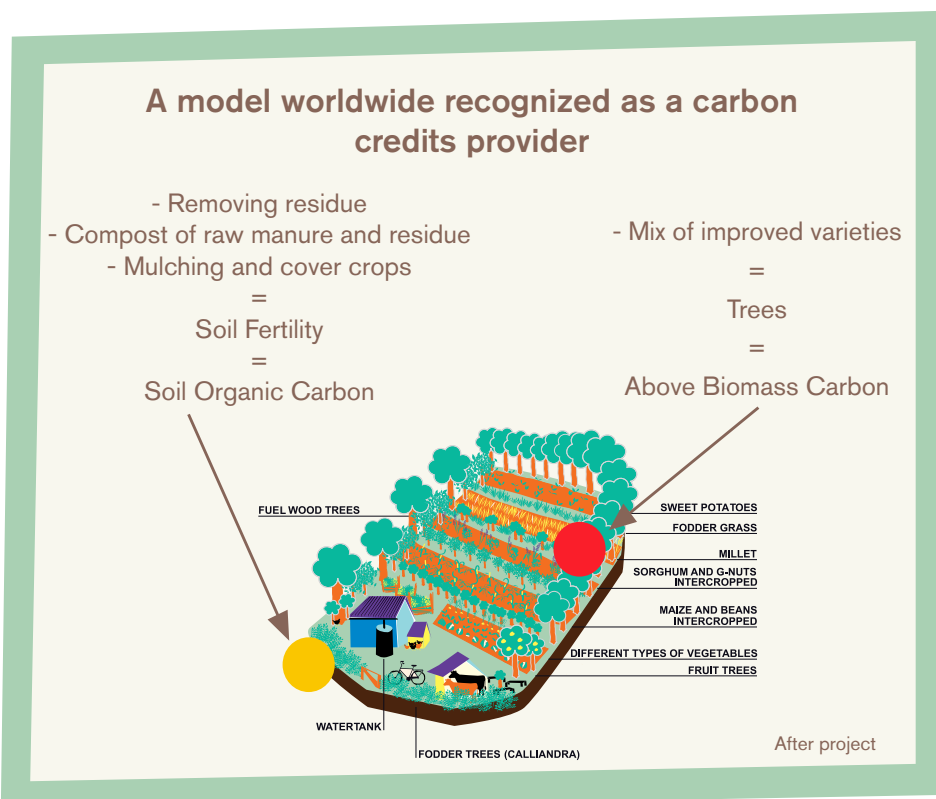 A model worldwide recognized as a carbon
credits provider
- Removing residue
- Compost of raw manure and residue
- Mulching and cover crops
=
Soil Fertility
=
Soil Organic Carbon
- Mix of improved varieties
=
Trees
=
Above Biomass Carbon
FUEL WOOD TREES
SWEET POTATOES
FODDER GRASS
MILLET
SORGHUM AND G-NUTS
INTERCROPPED
MAIZE AND BEANS
INTERCROPPED
DIFFERENT TYPES OF VEGETABLES
FRUIT TREES
WATERTANK
FODDER TREES (CALLIANDRA)
After project